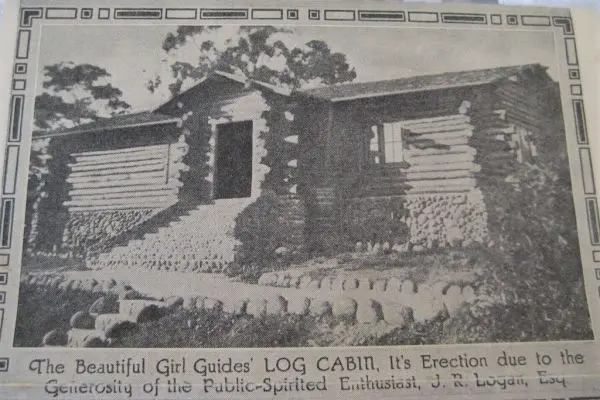 The Beautiful Girl Guides' LOG CABIN, It's Erection due to the
Generosity of the Public-Spirited Enthusiast, J. R. Logan, Esq.